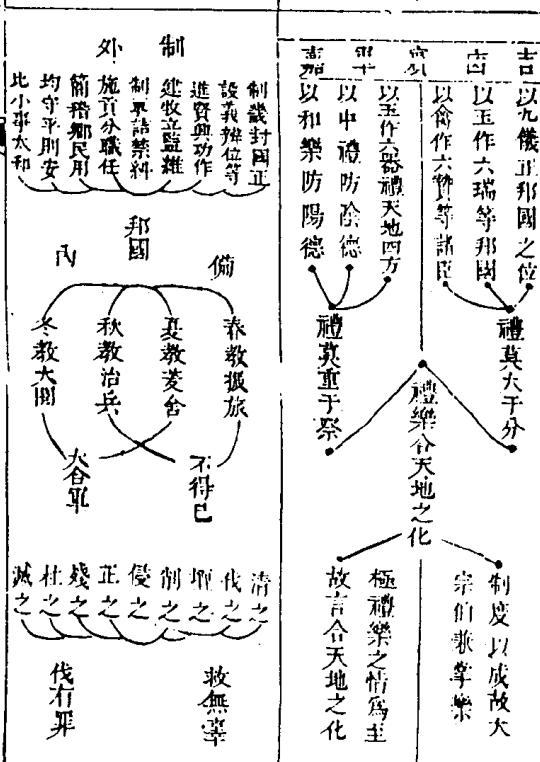 吉凶賓軍嘉
以九儀正邦國之位
以玉作六瑞等邦國
以禽作六贄等諸臣
以玉作六器禮天地四方
以中禮防陰德
以和樂防陽德
禮莫大于分
禮莫重于祭
禮樂合天地之化
制度以成故大
宗伯兼掌樂
極禮樂之情爲主
故言合天地之化
制外
制畿封國正
設義辨位等
進賢興功作
建牧立監維
制軍詰禁糾
施貢分職任
簡稽鄉民用
均守平則安
比小事大和
邦國
備內
春教振旅
夏教茇舍
秋教治兵
冬教大閱
不得已
大合軍
清之
伐之
壇之
削之
侵之
正之
殘之
杜之
滅之
救無辜
伐有罪